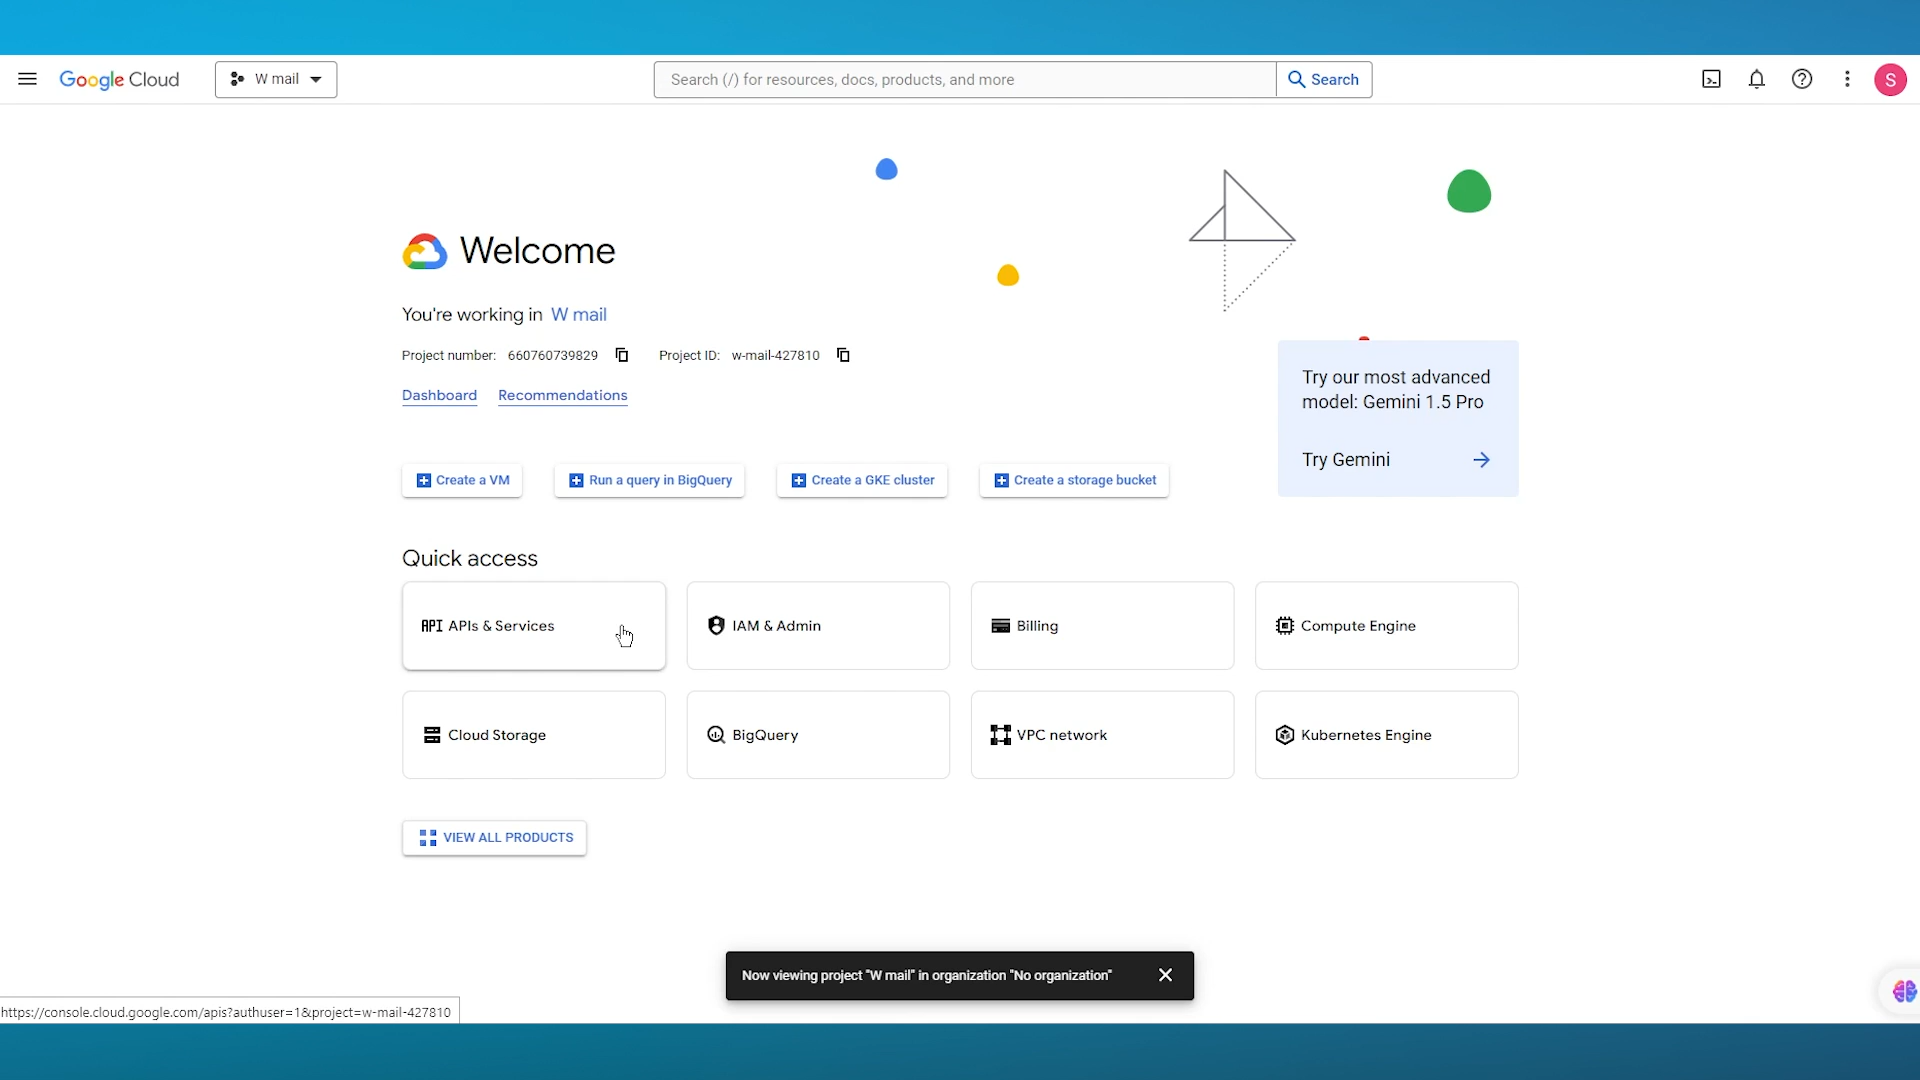 Google Cloud
W mail
Search (/) for resources, docs, products, and more
Search
S
Welcome
You're working in W mail
Project number: 660760739829 Project ID: w-mail-427810
Dashboard Recommendations
Try our most advanced
model: Gemini 1.5 Pro
Try Gemini
Create a VM Run a query in BigQuery Create a GKE cluster Create a storage bucket
Quick access
API APIs & Services IAM & Admin Billing Compute Engine
Cloud Storage BigQuery VPC network Kubernetes Engine
VIEW ALL PRODUCTS
Now viewing project "W mail" in organization "No organization"
https://console.cloud.google.com/apis?authuser=1&project=w-mail-427810